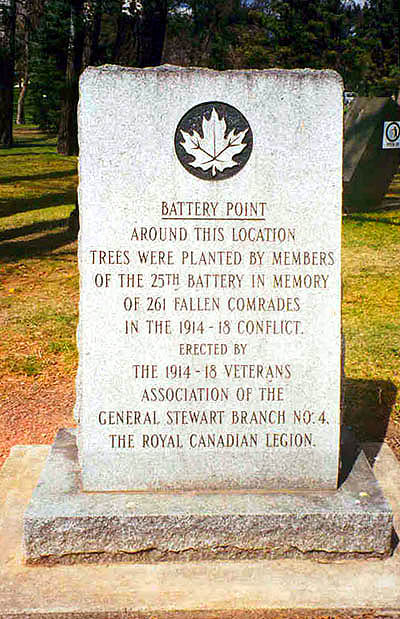 BATTERY POINT
AROUND THIS LOCATION
TREES WERE PLANTED BY MEMBERS
OF THE 25TH BATTERY IN MEMORY
OF 261 FALLEN COMRADES
IN THE 1914-18 CONFLICT.
ERECTED BY
THE 1914-18 VETERANS
ASSOCIATION OF THE
GENERAL STEWART BRANCH NO. 4.
THE ROYAL CANADIAN LEGION.